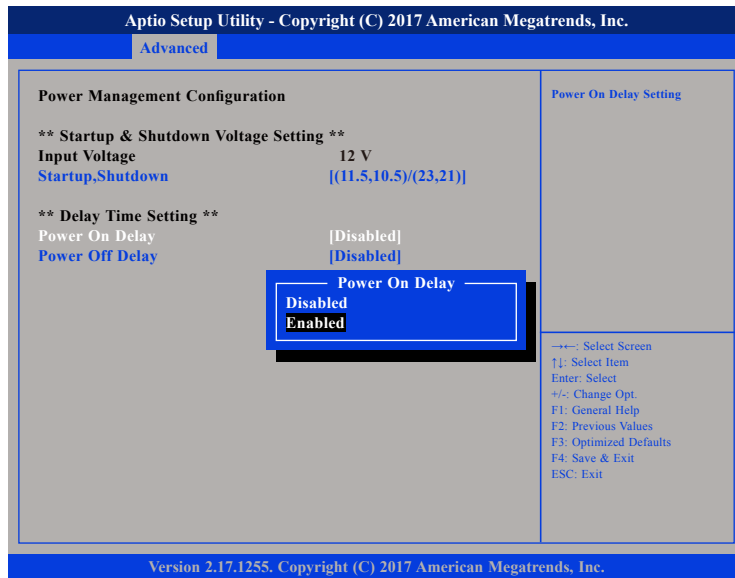 Aptio Setup Utility - Copyright (C) 2017 American Megatrends, Inc.
Advanced
Power Management Configuration
** Startup & Shutdown Voltage Setting **
Input Voltage 12 V
Startup,Shutdown [(11.5,10.5)/(23,21)]
** Delay Time Setting **
Power On Delay [Disabled]
Power Off Delay [Disabled]
Power On Delay
Disabled
Enabled
Power On Delay Setting
→←: Select Screen
↑↓: Select Item
Enter: Select
+/-: Change Opt.
F1: General Help
F2: Previous Values
F3: Optimized Defaults
F4: Save & Exit
ESC: Exit
Version 2.17.1255. Copyright (C) 2017 American Megatrends, Inc.